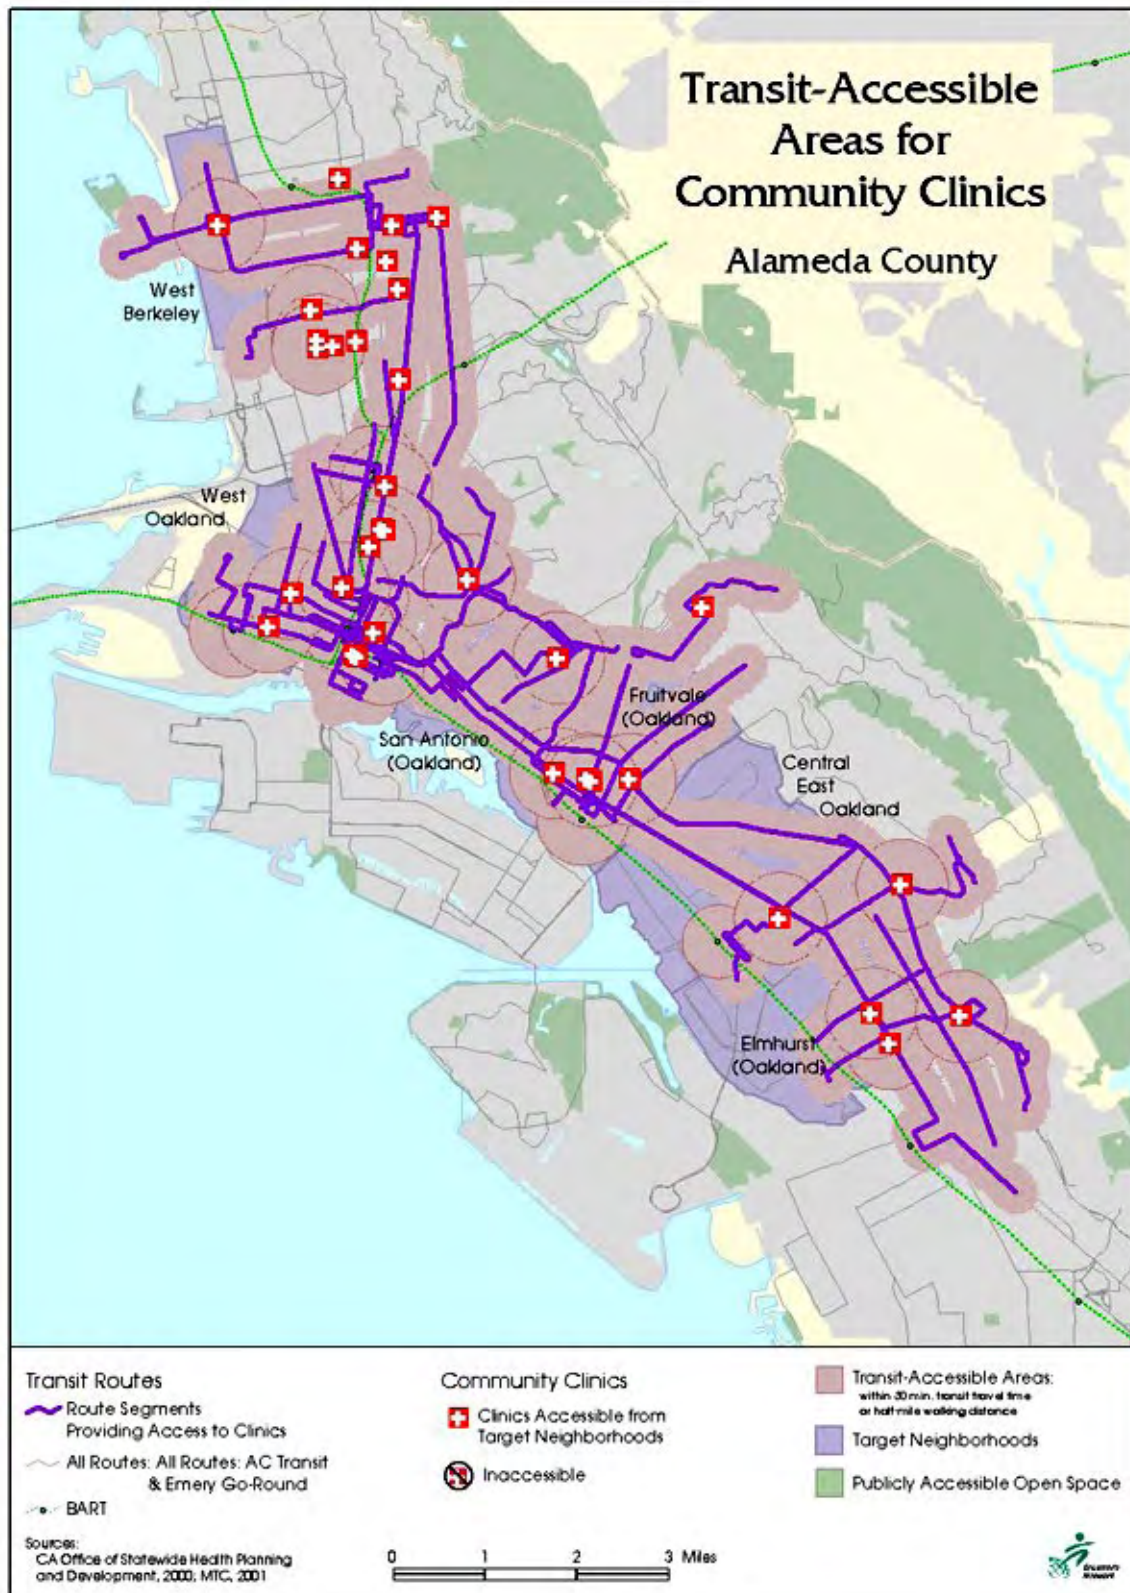 Transit-Accessible
Areas for
Community Clinics
Alameda County
West
Berkeley
West
Oakland
San Antonio
(Oakland)
Fruitvale
(Oakland)
Central
East
Oakland
Elmhurst
(Oakland)
Transit Routes
Route Segments
Providing Access to Clinics
All Routes: All Routes: AC Transit
& Emery Go-Round
BART
Sources:
CA Office of Statewide Health Planning
and Development, 2000; MTC, 2001
Community Clinics
Clinics Accessible from
Target Neighborhoods
Inaccessible
0 1 2 3 Miles
Transit-Accessible Areas:
within 30 min. transit travel time
or half-mile walking distance
Target Neighborhoods
Publicly Accessible Open Space